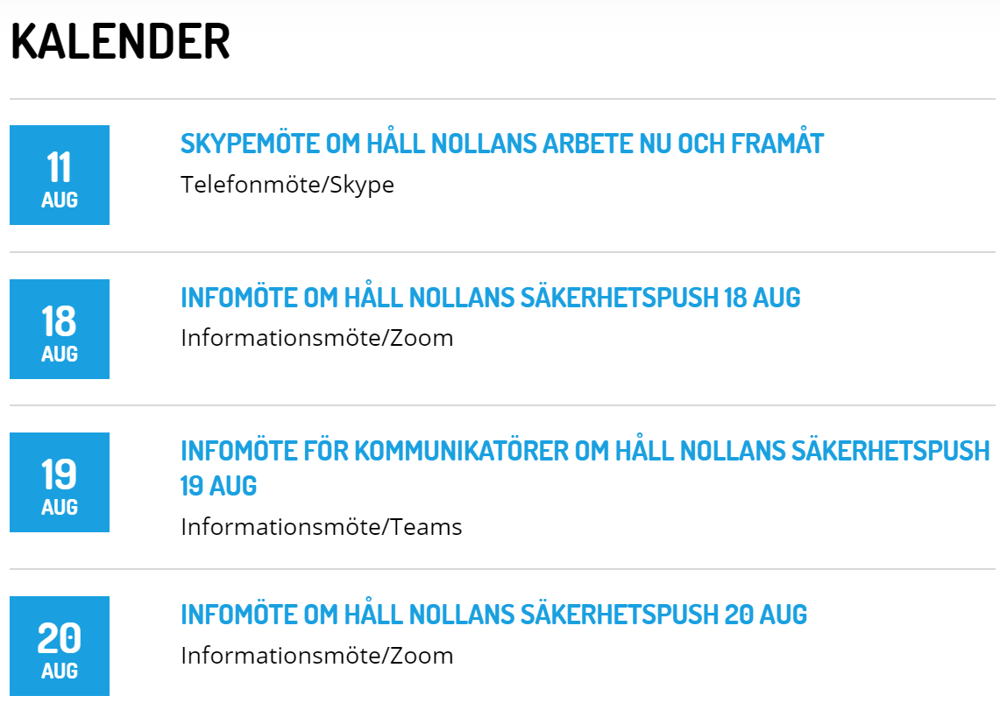 KALENDER
11
AUG
SKYPEMÖTE OM HÅLL NOLLANS ARBETE NU OCH FRAMÅT
Telefonmöte/Skype
18
AUG
INFOMÖTE OM HÅLL NOLLANS SÄKERHETSPUSH 18 AUG
Informationsmöte/Zoom
19
AUG
INFOMÖTE FÖR KOMMUNIKATÖRER OM HÅLL NOLLANS SÄKERHETSPUSH
19 AUG
Informationsmöte/Teams
20
AUG
INFOMÖTE OM HÅLL NOLLANS SÄKERHETSPUSH 20 AUG
Informationsmöte/Zoom